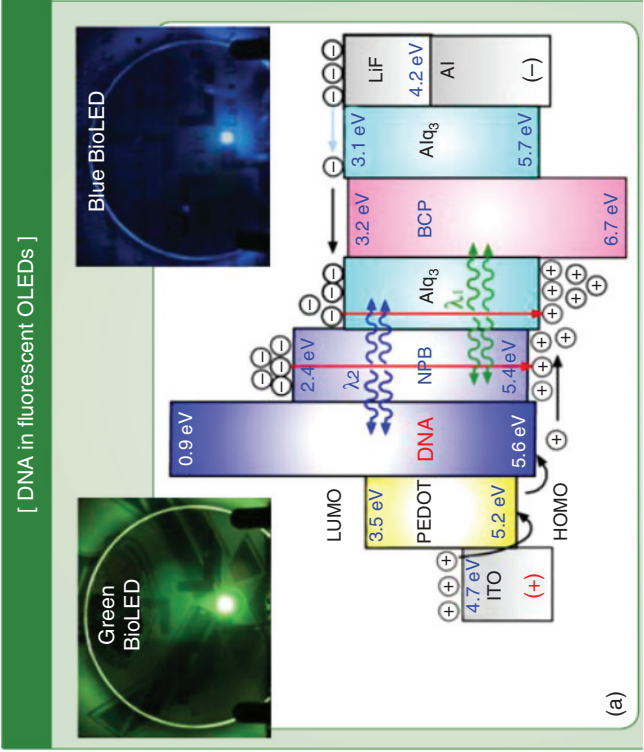 [ DNA in fluorescent OLEDs ]
Green
BioLED
Blue BioLED
LUMO
HOMO
4.7 eV
ITO
(+)
3.5 eV
PEDOT
5.2 eV
0.9 eV
DNA
5.6 eV
2.4 eV
λ2
NPB
5.4 eV
Alq3
λ1
3.2 eV
BCP
6.7 eV
3.1 eV
Alq3
5.7 eV
LiF
4.2 eV
Al
(−)
(a)